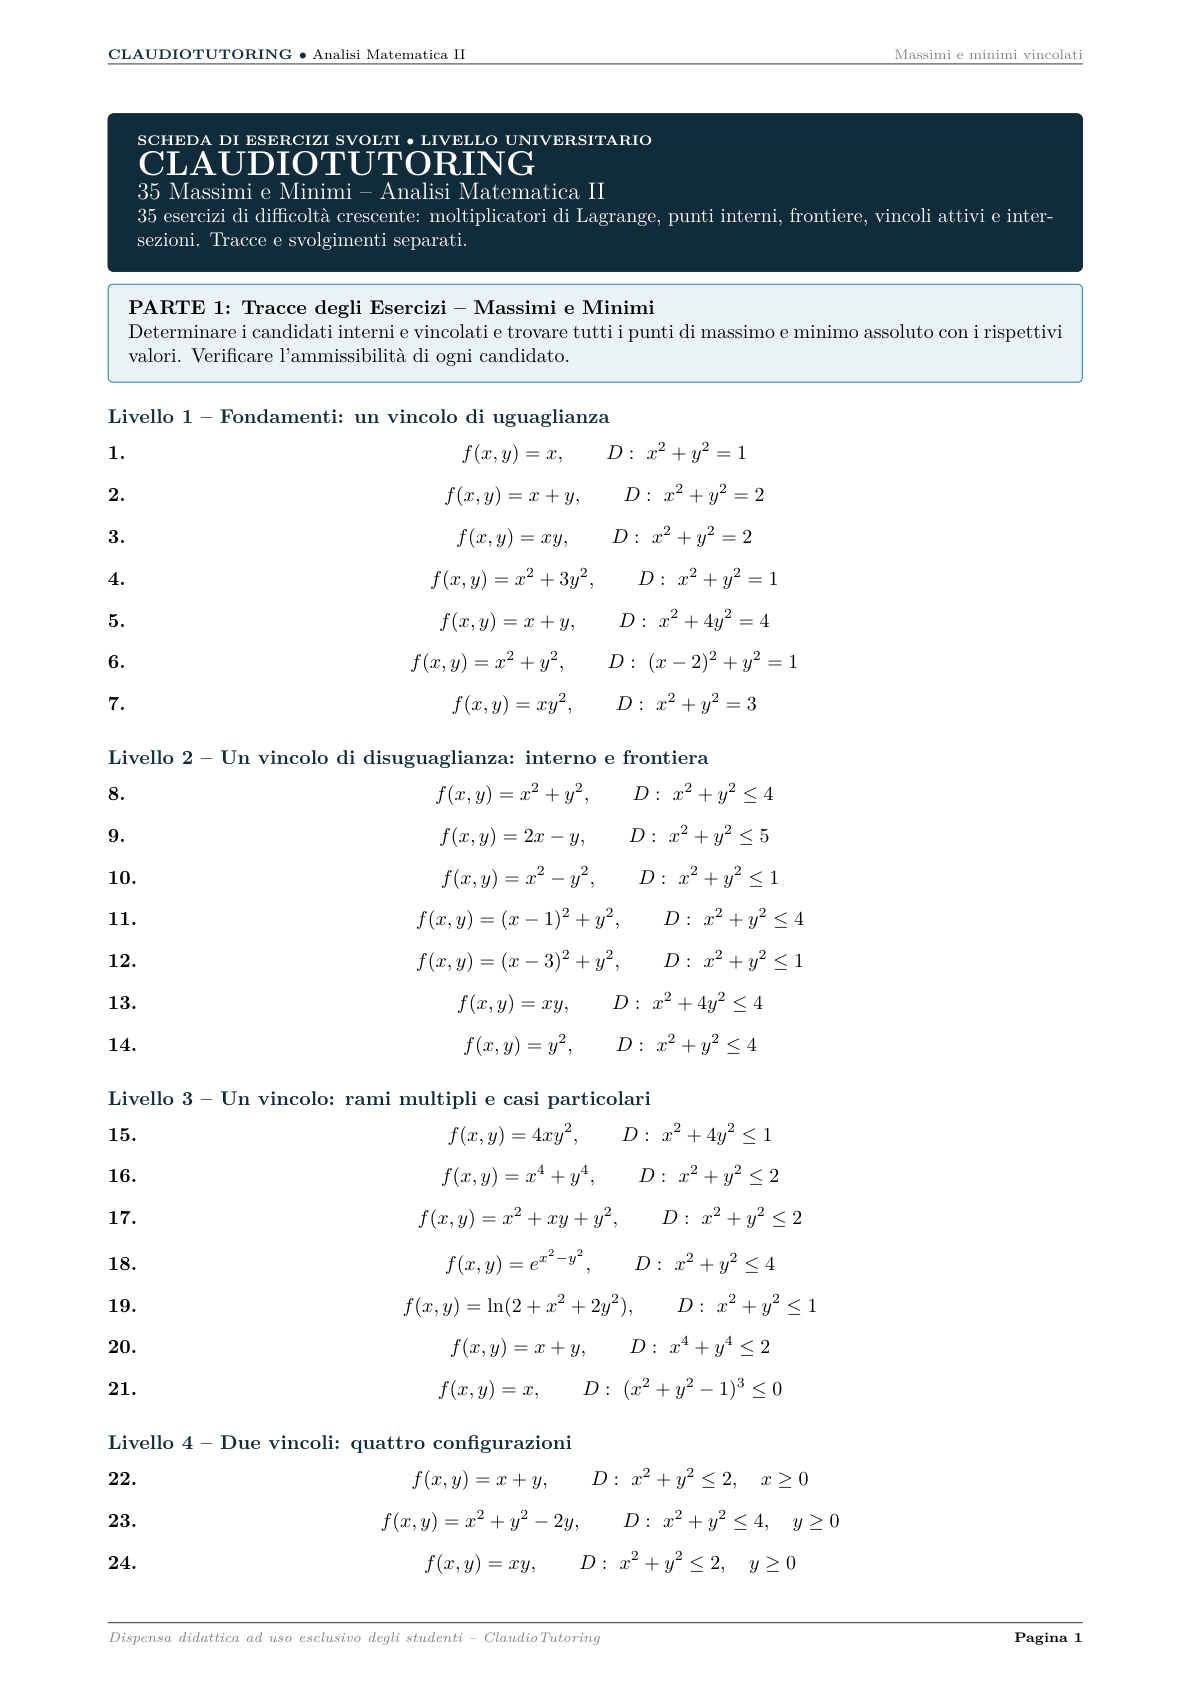 CLAUDIOTUTORING • Analisi Matematica II Massimi e minimi vincolati
SCHEDA DI ESERCIZI SVOLTI • LIVELLO UNIVERSITARIO
CLAUDIOTUTORING
35 Massimi e Minimi – Analisi Matematica II
35 esercizi di difficoltà crescente: moltiplicatori di Lagrange, punti interni, frontiere, vincoli attivi e inter-
sezioni. Tracce e svolgimenti separati.
PARTE 1: Tracce degli Esercizi – Massimi e Minimi
Determinare i candidati interni e vincolati e trovare tutti i punti di massimo e minimo assoluto con i rispettivi
valori. Verificare l'ammissibilità di ogni candidato.
Livello 1 – Fondamenti: un vincolo di uguaglianza
1. f(x, y) = x, D : x² + y² = 1
2. f(x, y) = x + y, D : x² + y² = 2
3. f(x, y) = xy, D : x² + y² = 2
4. f(x, y) = x² + 3y², D : x² + y² = 1
5. f(x, y) = x + y, D : x² + 4y² = 4
6. f(x, y) = x² + y², D : (x − 2)² + y² = 1
7. f(x, y) = xy², D : x² + y² = 3
Livello 2 – Un vincolo di disuguaglianza: interno e frontiera
8. f(x, y) = x² + y², D : x² + y² ≤ 4
9. f(x, y) = 2x − y, D : x² + y² ≤ 5
10. f(x, y) = x² − y², D : x² + y² ≤ 1
11. f(x, y) = (x − 1)² + y², D : x² + y² ≤ 4
12. f(x, y) = (x − 3)² + y², D : x² + y² ≤ 1
13. f(x, y) = xy, D : x² + 4y² ≤ 4
14. f(x, y) = y², D : x² + y² ≤ 4
Livello 3 – Un vincolo: rami multipli e casi particolari
15. f(x, y) = 4xy², D : x² + 4y² ≤ 1
16. f(x, y) = x⁴ + y⁴, D : x² + y² ≤ 2
17. f(x, y) = x² + xy + y², D : x² + y² ≤ 2
18. f(x, y) = e^{x²−y²}, D : x² + y² ≤ 4
19. f(x, y) = ln(2 + x² + 2y²), D : x² + y² ≤ 1
20. f(x, y) = x + y, D : x⁴ + y⁴ ≤ 2
21. f(x, y) = x, D : (x² + y² − 1)³ ≤ 0
Livello 4 – Due vincoli: quattro configurazioni
22. f(x, y) = x + y, D : x² + y² ≤ 2, x ≥ 0
23. f(x, y) = x² + y² − 2y, D : x² + y² ≤ 4, y ≥ 0
24. f(x, y) = xy, D : x² + y² ≤ 2, y ≥ 0
Dispensa didattica ad uso esclusivo degli studenti – ClaudioTutoring Pagina 1